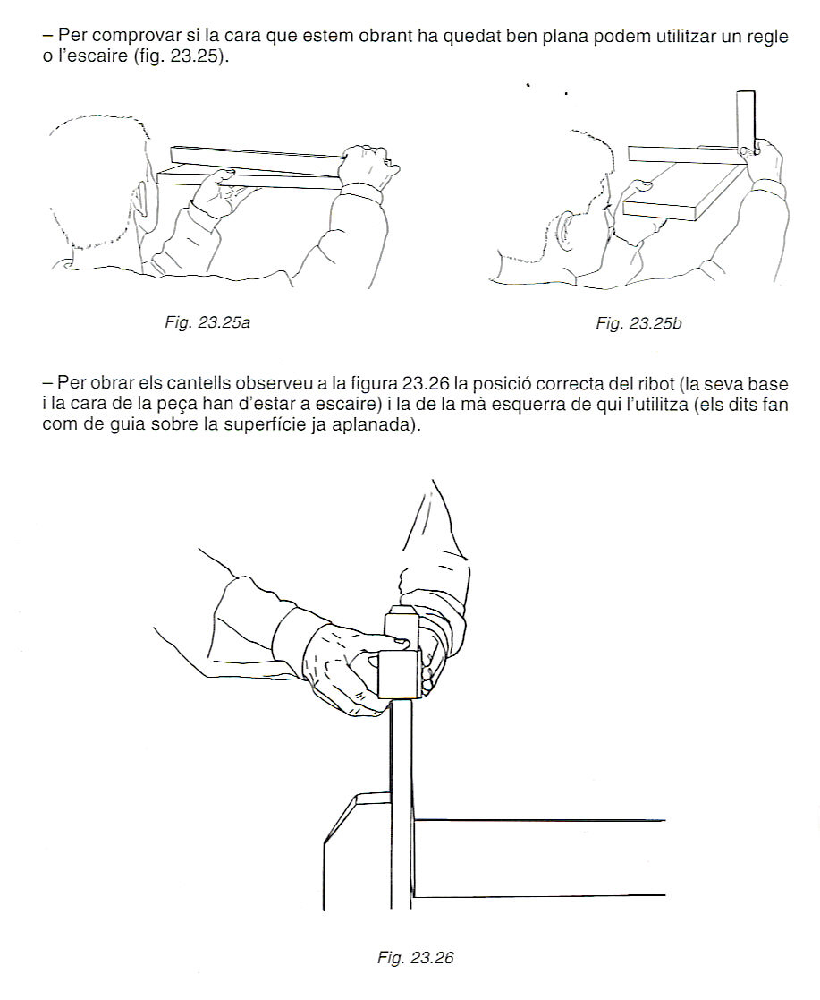 – Per comprovar si la cara que estem obrant ha quedat ben plana podem utilitzar un regle
o l'escaire (fig. 23.25).
Fig. 23.25a
Fig. 23.25b
– Per obrar els cantells observeu a la figura 23.26 la posició correcta del ribot (la seva base
i la cara de la peça han d'estar a escaire) i la de la mà esquerra de qui l'utilitza (els dits fan
com de guia sobre la superfície ja aplanada).
Fig. 23.26